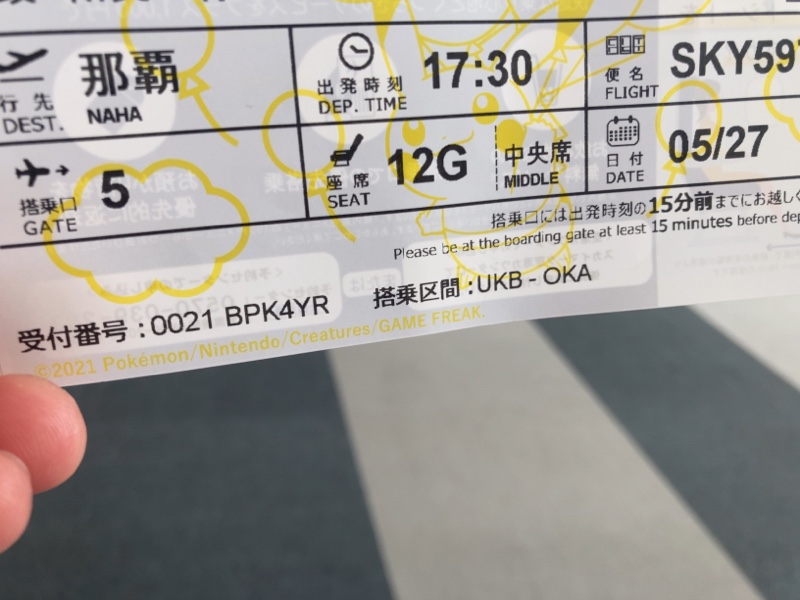 那覇
行 先
DEST.
NAHA
出 発 時 刻
DEP. TIME
17:30
便 名
FLIGHT
SKY59
搭乗口
GATE
5
座 席
SEAT
12G
中央席
MIDDLE
日 付
DATE
05/27
搭乗口には出発時刻の15分前までにお越し
Please be at the boarding gate at least 15 minutes before
受付番号 : 0021 BPK4YR
搭乗区間 : UKB - OKA
©2021 Pokémon/Nintendo/Creatures/GAME FREAK.